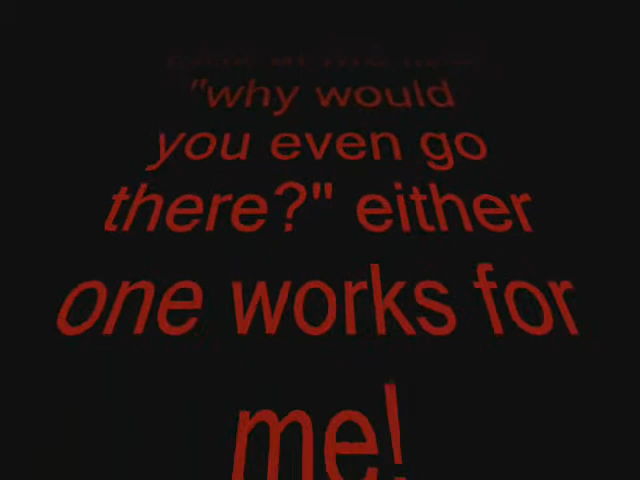 "why would
you even go
there?" either
one works for
me!